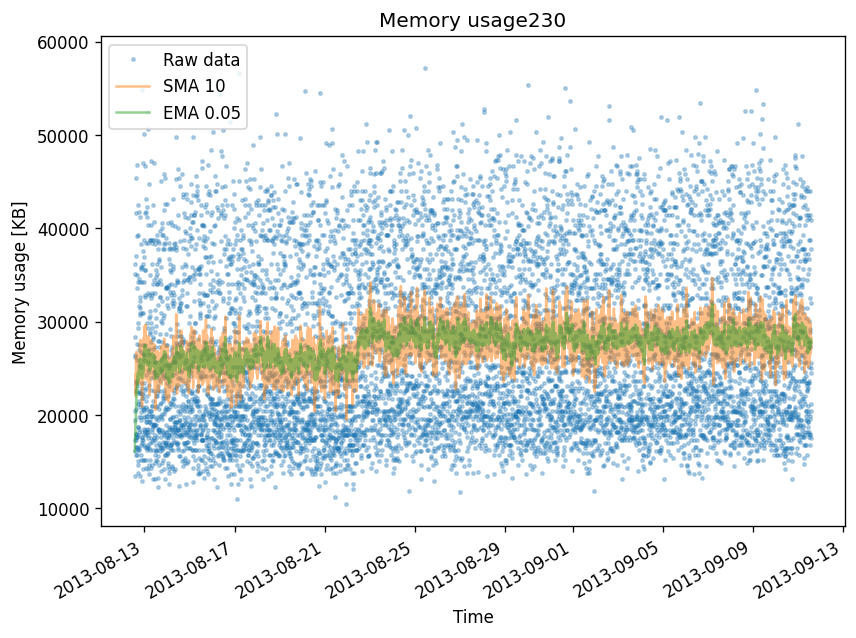 Memory usage230
60000
50000
40000
30000
20000
10000
Memory usage [KB]
Raw data
SMA 10
EMA 0.05
2013-08-13
2013-08-17
2013-08-21
2013-08-25
2013-08-29
2013-09-01
2013-09-05
2013-09-09
2013-09-13
Time